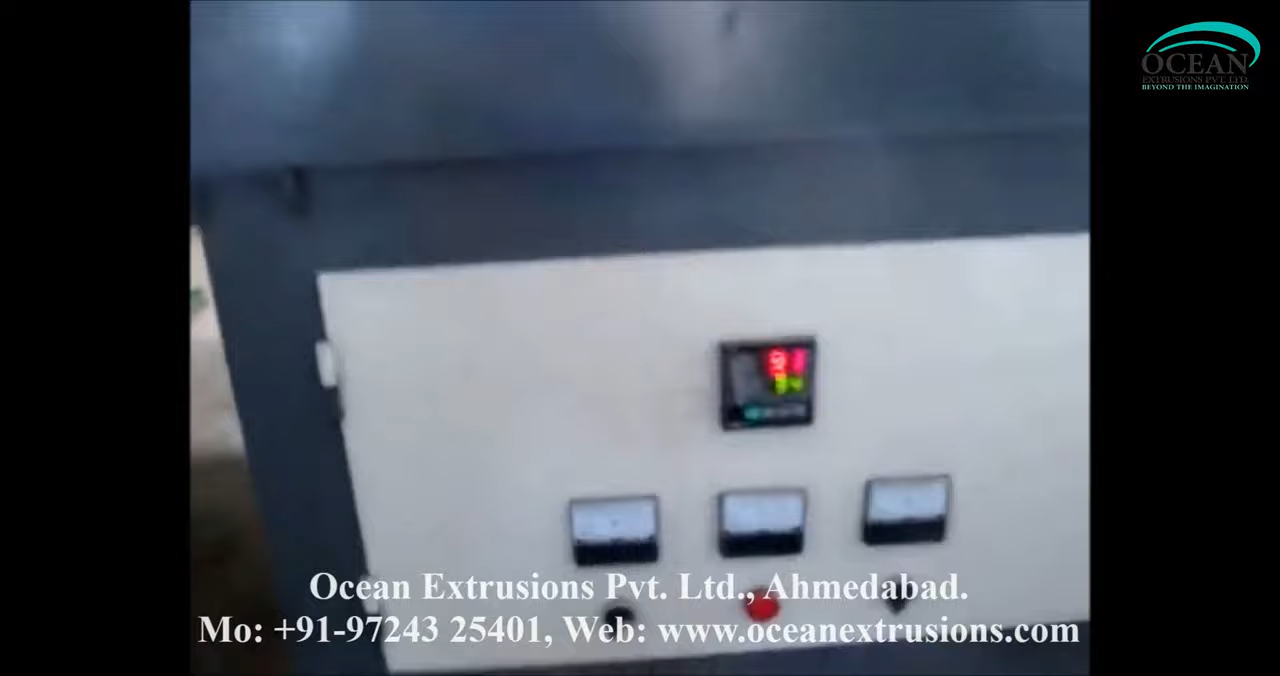 OCEAN
EXTRUSIONS PVT. LTD.
BEYOND THE IMAGINATION
Ocean Extrusions Pvt. Ltd., Ahmedabad.
Mo: +91-97243 25401, Web: www.oceanextrusions.com